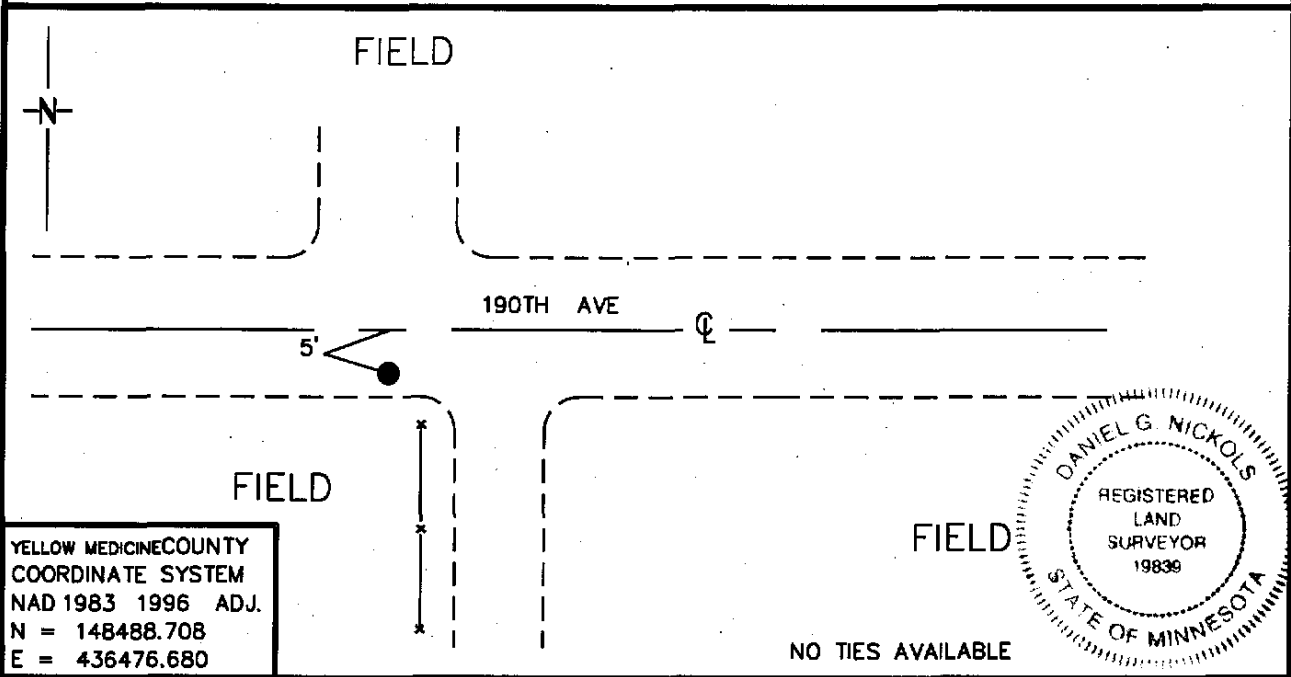 FIELD
N
190TH AVE
℄
5'
FIELD
FIELD
YELLOW MEDICINECOUNTY
COORDINATE SYSTEM
NAD 1983 1996 ADJ.
N = 148488.708
E = 436476.680
NO TIES AVAILABLE
DANIEL G. NICKOLS
REGISTERED
LAND
SURVEYOR
19839
STATE OF MINNESOTA